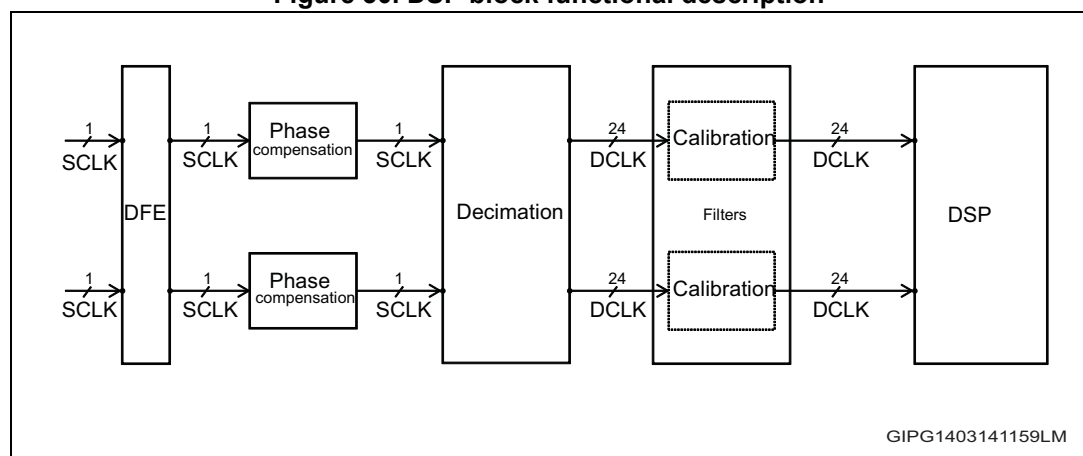 Figure DSP block functional description
1 1 1 24 24
Phase
compensation
Calibration
SCLK SCLK SCLK DCLK DCLK
DFE Decimation Filters DSP
1 1 1 24 24
Phase
compensation
Calibration
SCLK SCLK SCLK DCLK DCLK
GIPG1403141159LM